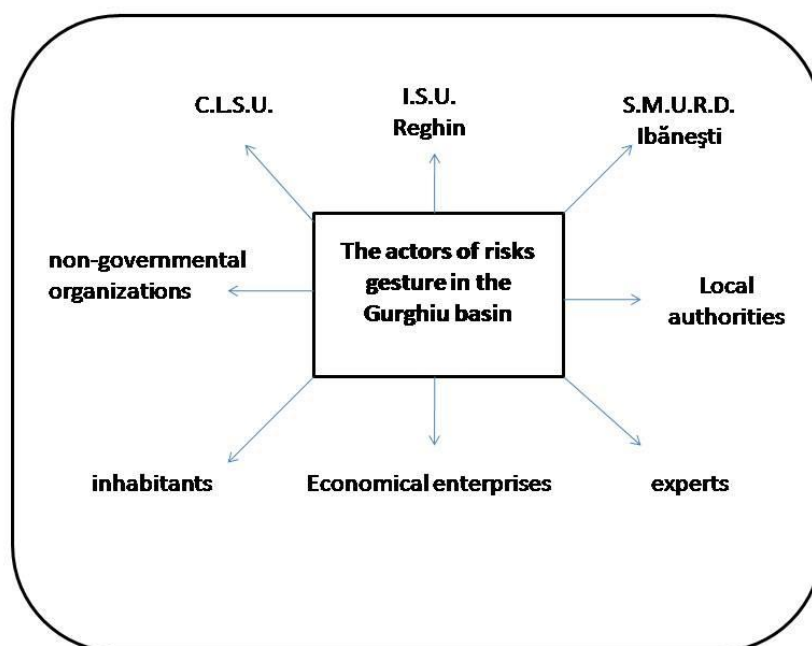 C.L.S.U.
I.S.U.
Reghin
S.M.U.R.D.
Ibăneşti
non-governmental
organizations
The actors of risks
gesture in the
Gurghiu basin
Local
authorities
inhabitants
Economical enterprises
experts